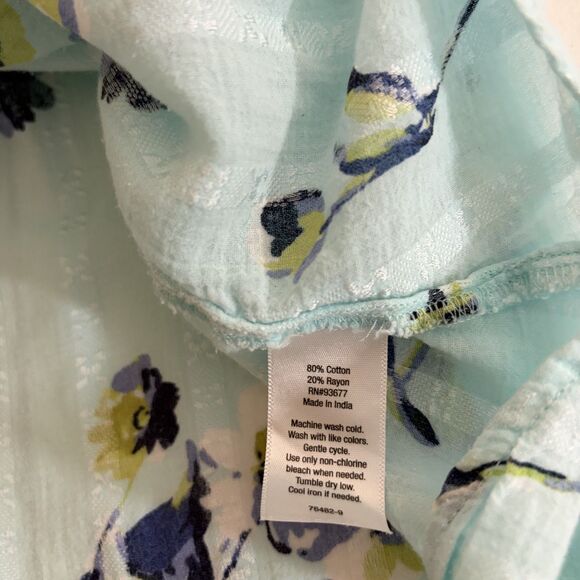 80% Cotton
20% Rayon
RN#93677
Made in India
Machine wash cold.
Wash with like colors.
Gentle cycle.
Use only non-chlorine
bleach when needed.
Tumble dry low.
Cool iron if needed.
76482-9